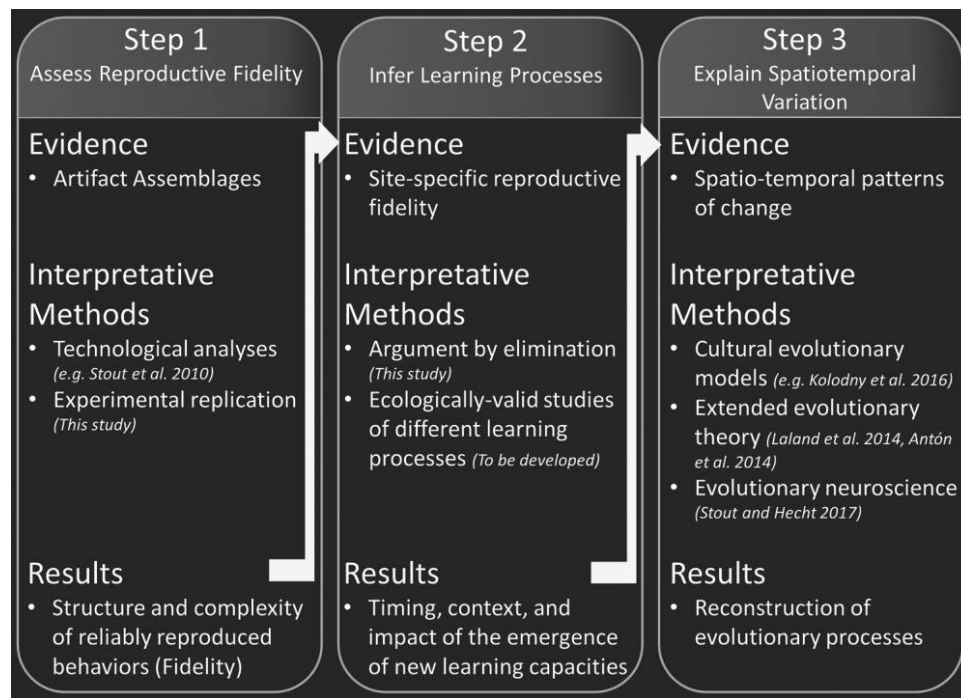 Step 1
Assess Reproductive Fidelity
Evidence
• Artifact Assemblages
Interpretative
Methods
• Technological analyses
(e.g. Stout et al. 2010)
• Experimental replication
(This study)
Results
• Structure and complexity
of reliably reproduced
behaviors (Fidelity)
Step 2
Infer Learning Processes
Evidence
• Site-specific reproductive
fidelity
Interpretative
Methods
• Argument by elimination
(This study)
• Ecologically-valid studies
of different learning
processes (To be developed)
Results
• Timing, context, and
impact of the emergence
of new learning capacities
Step 3
Explain Spatiotemporal
Variation
Evidence
• Spatio-temporal patterns
of change
Interpretative
Methods
• Cultural evolutionary
models (e.g. Kolodny et al. 2016)
• Extended evolutionary
theory (Laland et al. 2014, Antón
et al. 2014)
• Evolutionary neuroscience
(Stout and Hecht 2017)
Results
• Reconstruction of
evolutionary processes